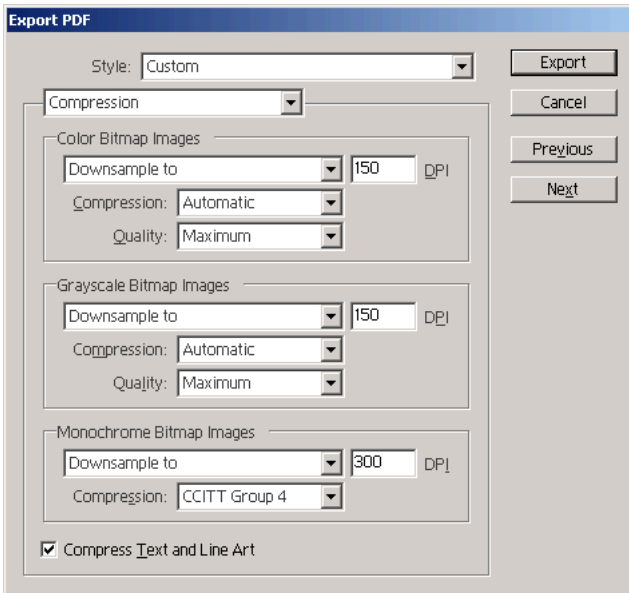 Export PDF
Style: Custom
Export
Compression
Cancel
Color Bitmap Images
Previous
Downsample to 150 DPI
Next
Compression: Automatic
Quality: Maximum
Grayscale Bitmap Images
Downsample to 150 DPI
Compression: Automatic
Quality: Maximum
Monochrome Bitmap Images
Downsample to 300 DPI
Compression: CCITT Group 4
Compress Text and Line Art